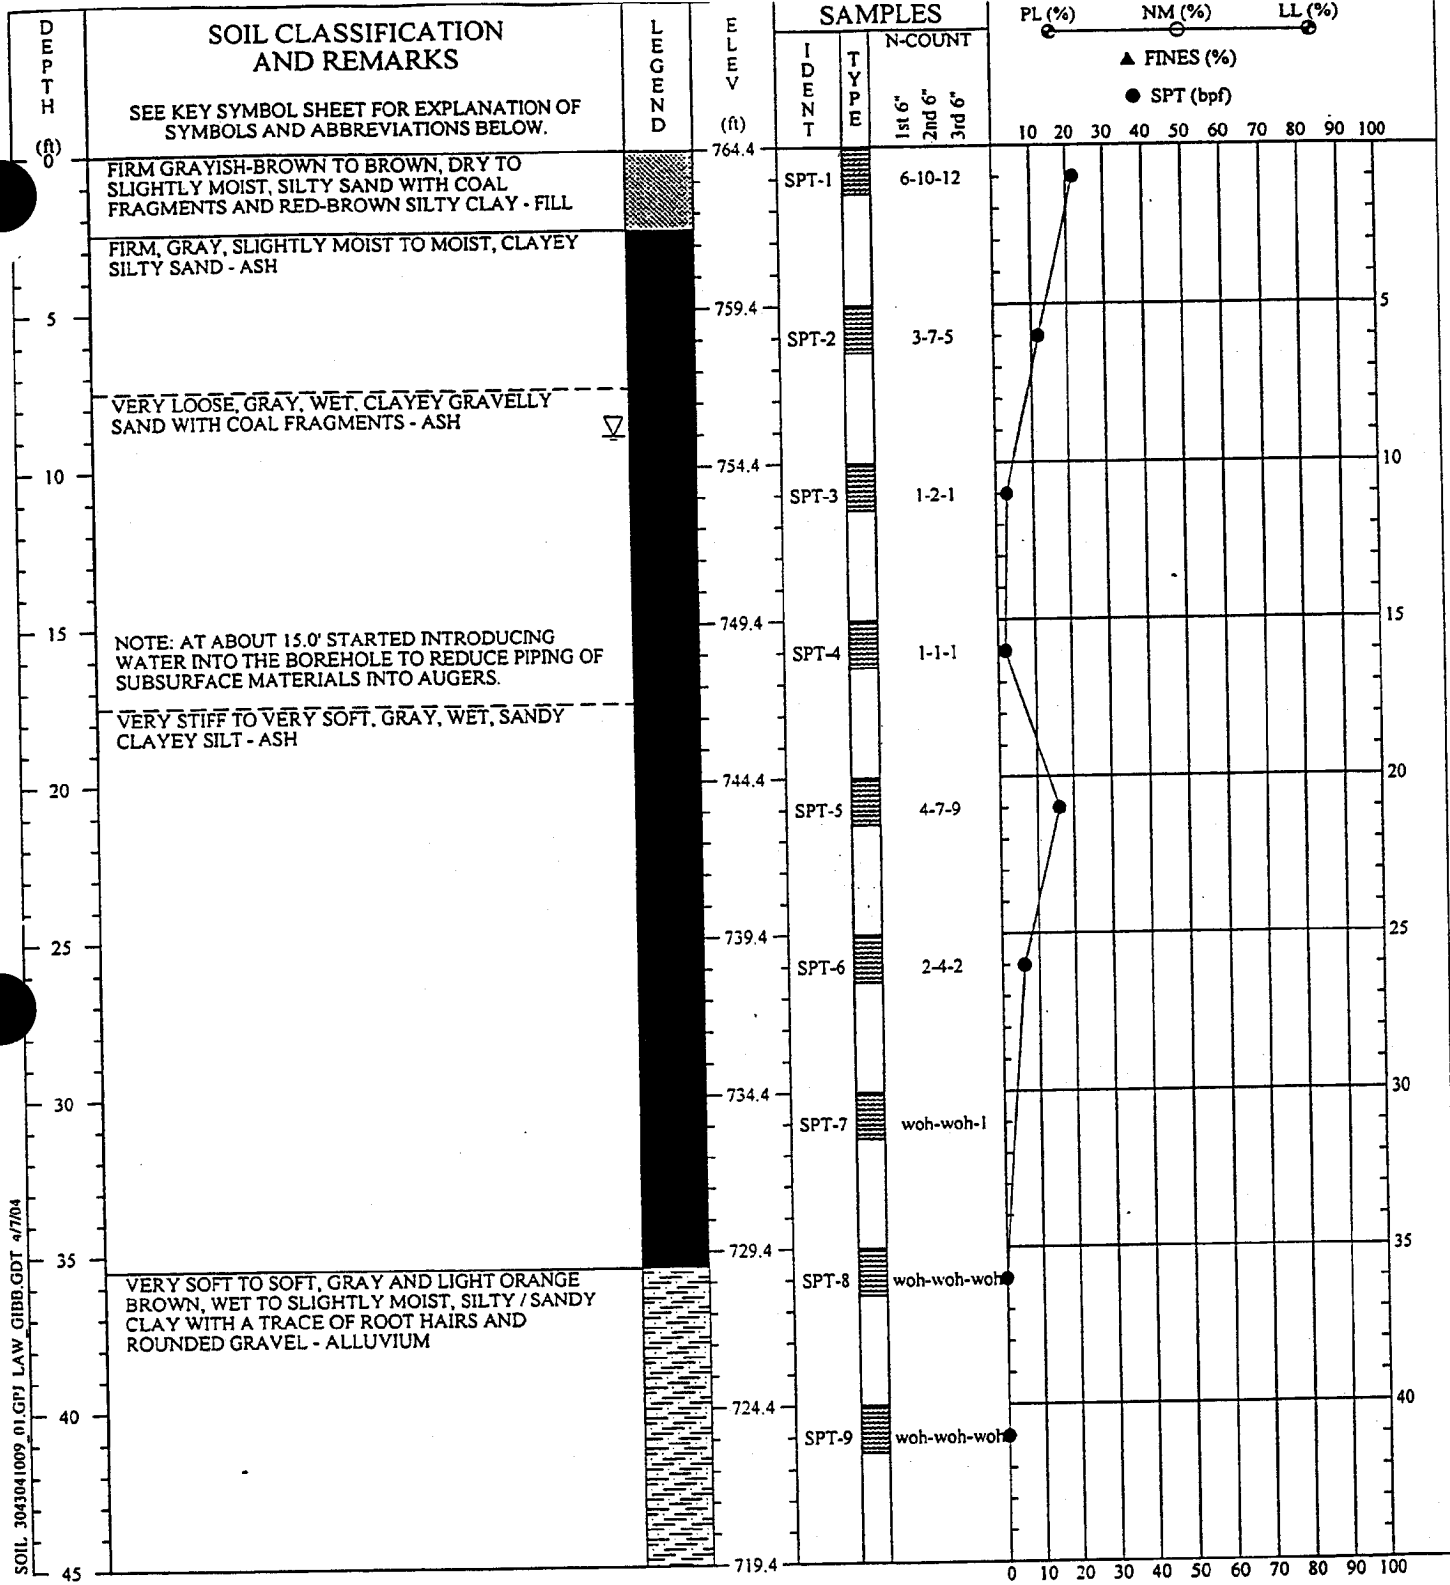 DEPTH
(ft)
SOIL CLASSIFICATION
AND REMARKS
SEE KEY SYMBOL SHEET FOR EXPLANATION OF
SYMBOLS AND ABBREVIATIONS BELOW.
LEGEND
ELEV
(ft)
SAMPLES
IDENT
TYPE
N-COUNT
1st 6"
2nd 6"
3rd 6"
PL (%) NM (%) LL (%)
▲ FINES (%)
● SPT (bpf)
10 20 30 40 50 60 70 80 90 100
0
764.4
FIRM GRAYISH-BROWN TO BROWN, DRY TO
SLIGHTLY MOIST, SILTY SAND WITH COAL
FRAGMENTS AND RED-BROWN SILTY CLAY - FILL
SPT-1 6-10-12
FIRM, GRAY, SLIGHTLY MOIST TO MOIST, CLAYEY
SILTY SAND - ASH
5 759.4 5
SPT-2 3-7-5
VERY LOOSE, GRAY, WET, CLAYEY GRAVELLY
SAND WITH COAL FRAGMENTS - ASH
10 754.4 10
SPT-3 1-2-1
15 749.4 15
NOTE: AT ABOUT 15.0' STARTED INTRODUCING
WATER INTO THE BOREHOLE TO REDUCE PIPING OF
SUBSURFACE MATERIALS INTO AUGERS.
SPT-4 1-1-1
VERY STIFF TO VERY SOFT, GRAY, WET, SANDY
CLAYEY SILT - ASH
20 744.4 20
SPT-5 4-7-9
25 739.4 25
SPT-6 2-4-2
30 734.4 30
SPT-7 woh-woh-1
35 729.4 35
VERY SOFT TO SOFT, GRAY AND LIGHT ORANGE
BROWN, WET TO SLIGHTLY MOIST, SILTY / SANDY
CLAY WITH A TRACE OF ROOT HAIRS AND
ROUNDED GRAVEL - ALLUVIUM
SPT-8 woh-woh-woh
40 724.4 40
SPT-9 woh-woh-woh
45 719.4
0 10 20 30 40 50 60 70 80 90 100
SOIL 3043041009_01.GPJ LAW_GIBB.GDT 4/7/04